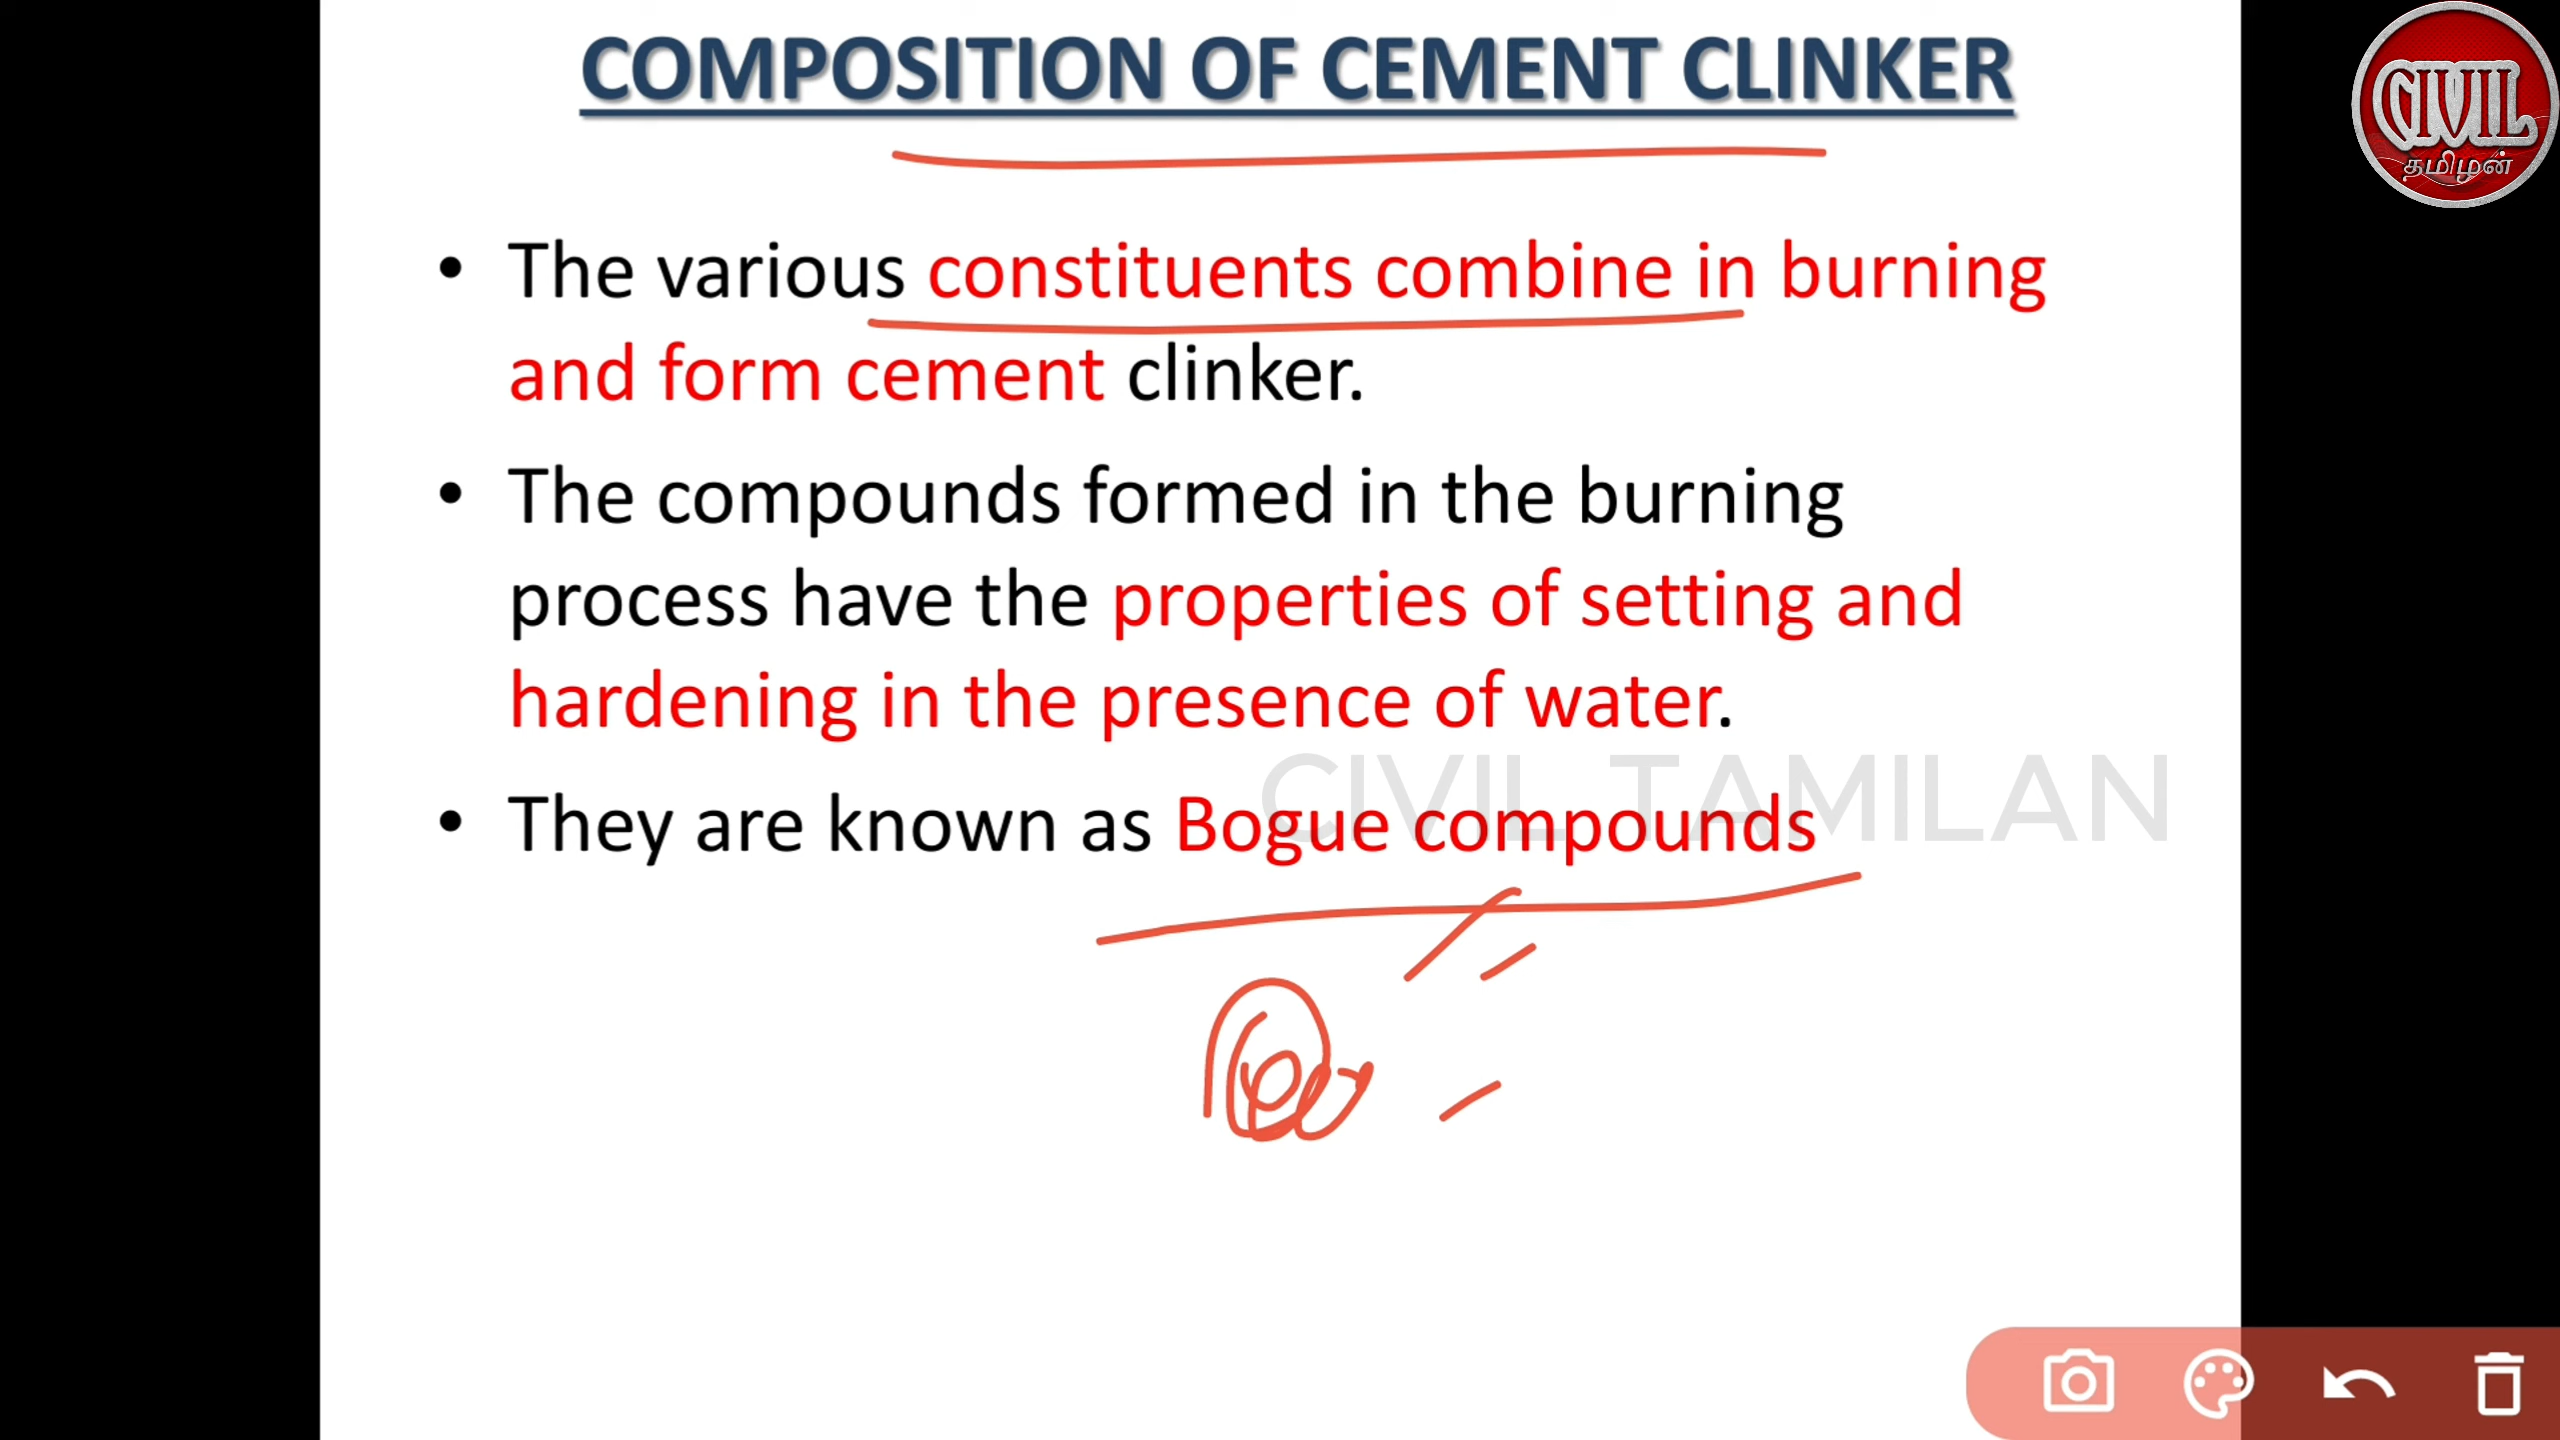 COMPOSITION OF CEMENT CLINKER
CIVIL
தமிழன்
• The various constituents combine in burning
and form cement clinker.
• The compounds formed in the burning
process have the properties of setting and
hardening in the presence of water.
CIVIL TAMILAN
• They are known as Bogue compounds